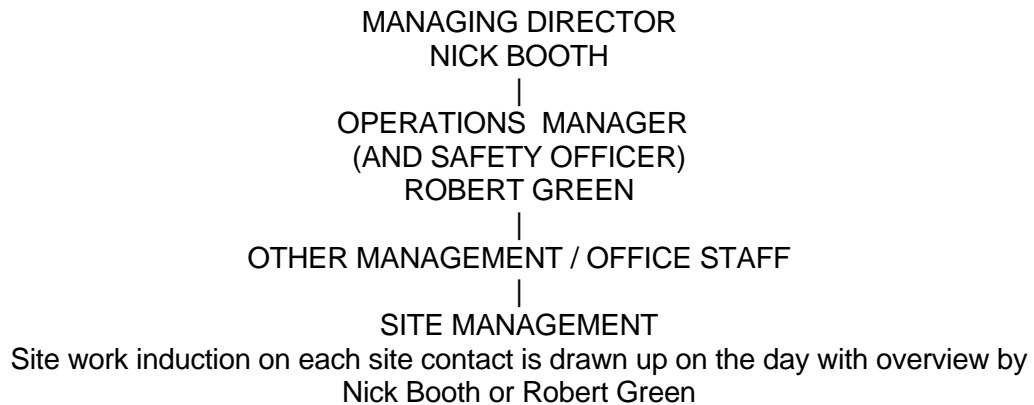 MANAGING DIRECTOR
NICK BOOTH
|
OPERATIONS MANAGER
(AND SAFETY OFFICER)
ROBERT GREEN
|
OTHER MANAGEMENT / OFFICE STAFF
|
SITE MANAGEMENT
Site work induction on each site contact is drawn up on the day with overview by
Nick Booth or Robert Green